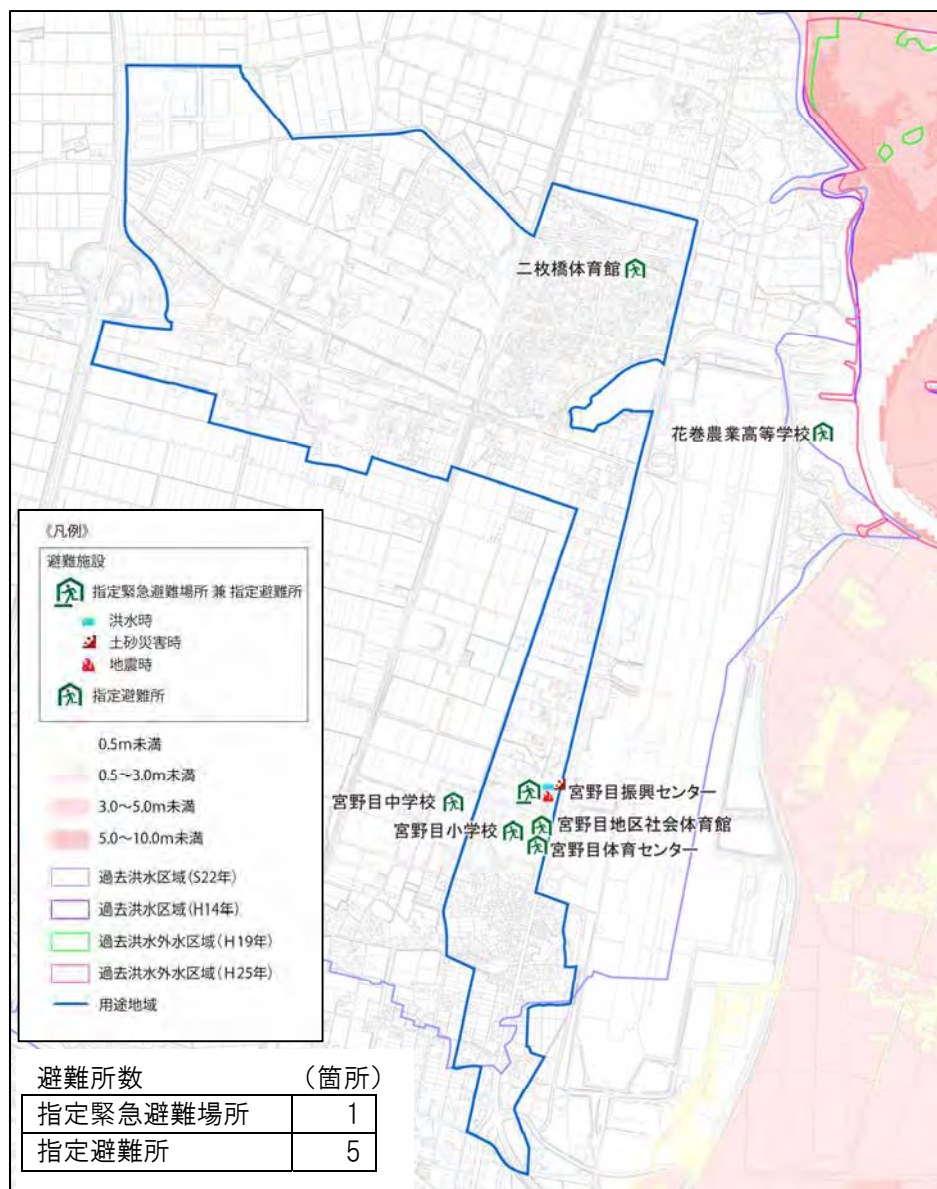 二枚橋体育館
花巻農業高等学校
宮野目振興センター
宮野目中学校
宮野目小学校
宮野目地区社会体育館
宮野目体育センター
《凡例》
避難施設
指定緊急避難場所 兼 指定避難所
洪水時
土砂災害時
地震時
指定避難所
0.5m未満
0.5～3.0m未満
3.0～5.0m未満
5.0～10.0m未満
過去洪水区域(S22年)
過去洪水区域(H14年)
過去洪水外水区域(H19年)
過去洪水外水区域(H25年)
用途地域
避難所数 （箇所）
指定緊急避難場所 1
指定避難所 5